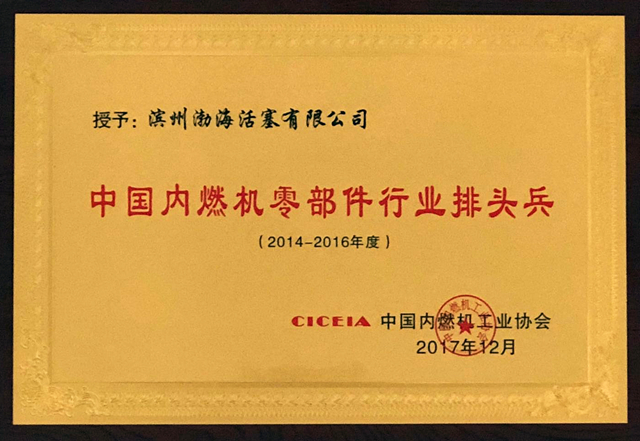 授予：滨州渤海活塞有限公司
中国内燃机零部件行业排头兵
（2014-2016年度）
CICEIA 中国内燃机工业协会
2017年12月